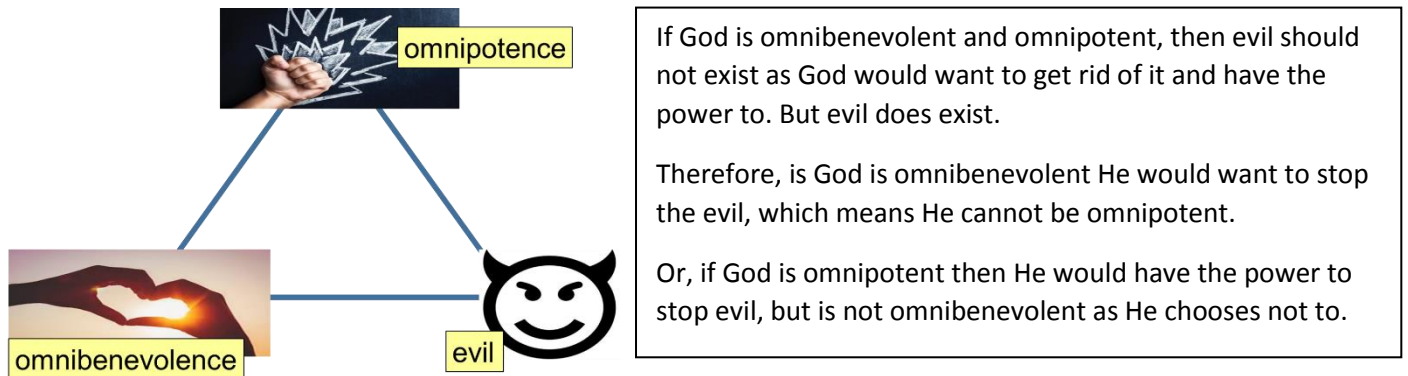 omnipotence
omnibenevolence
evil
If God is omnibenevolent and omnipotent, then evil should
not exist as God would want to get rid of it and have the
power to. But evil does exist.
Therefore, is God is omnibenevolent He would want to stop
the evil, which means He cannot be omnipotent.
Or, if God is omnipotent then He would have the power to
stop evil, but is not omnibenevolent as He chooses not to.